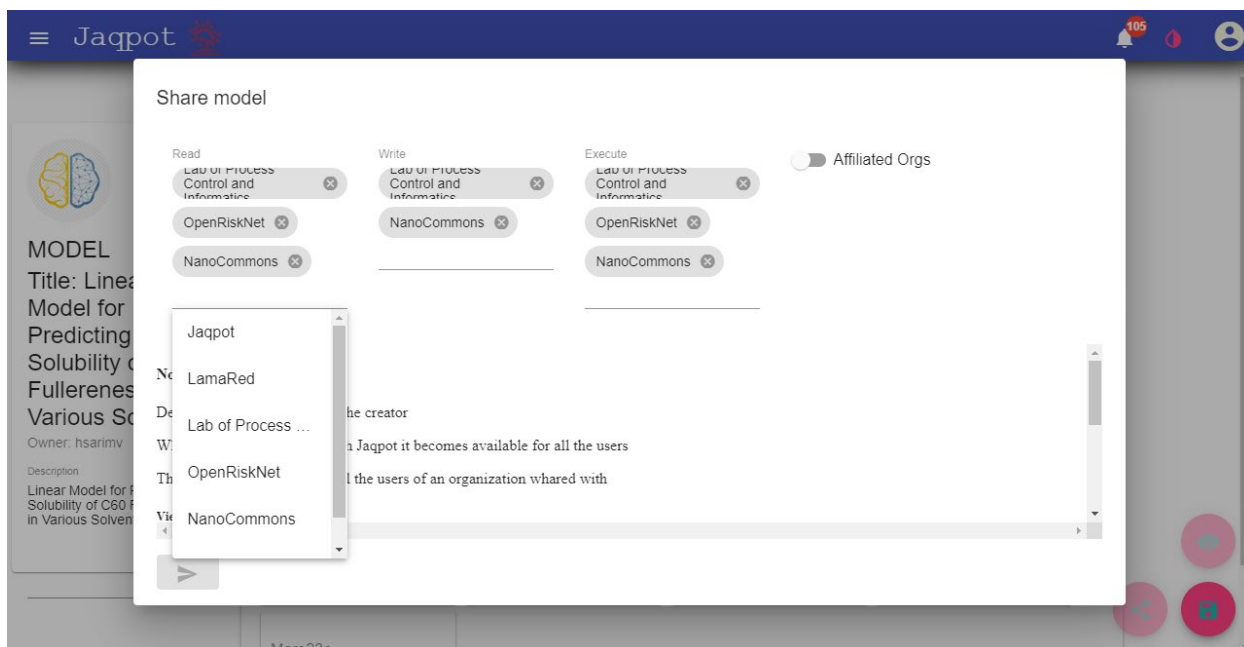 Jaqpot
105
Share model
Read
Write
Execute
Affiliated Orgs
Lab of Process
Control and
Informatics
Lab of Process
Control and
Informatics
Lab of Process
Control and
Informatics
OpenRiskNet
NanoCommons
OpenRiskNet
NanoCommons
NanoCommons
MODEL
Title: Linea
Model for
Predicting
Solubility
Fullerenes
Various So
Owner: hsarimv
Description
Linear Model for
Solubility of C60
in Various Solven
Jaqpot
LamaRed
Lab of Process ...
OpenRiskNet
NanoCommons
he creator
Jaqpot it becomes available for all the users
the users of an organization whared with